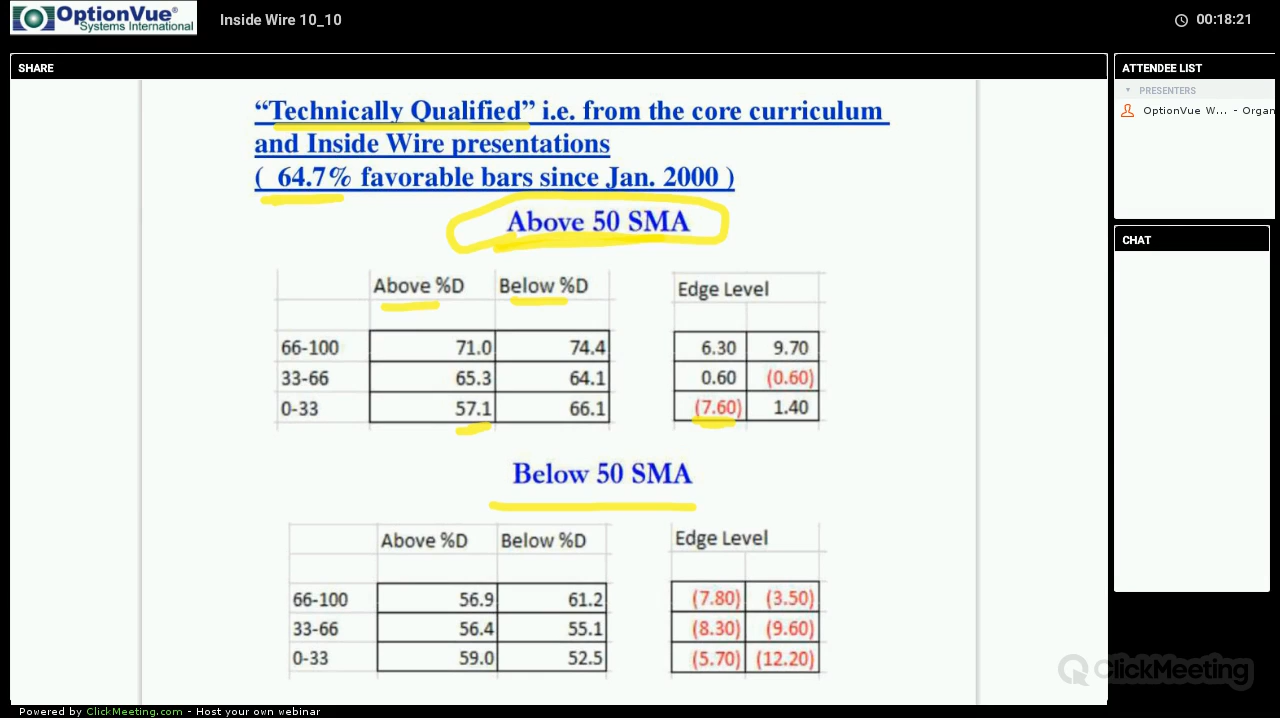 OptionVue
Systems International
Inside Wire 10_10
00:18:21
SHARE
“Technically Qualified” i.e. from the core curriculum
and Inside Wire presentations
( 64.7% favorable bars since Jan. 2000 )
Above 50 SMA
Above %D Below %D Edge Level
66-100 71.0 74.4 6.30 9.70
33-66 65.3 64.1 0.60 (0.60)
0-33 57.1 66.1 (7.60) 1.40
Below 50 SMA
Above %D Below %D Edge Level
66-100 56.9 61.2 (7.80) (3.50)
33-66 56.4 55.1 (8.30) (9.60)
0-33 59.0 52.5 (5.70) (12.20)
ClickMeeting
ATTENDEE LIST
PRESENTERS
OptionVue W... - Organ
CHAT
Powered by ClickMeeting.com - Host your own webinar